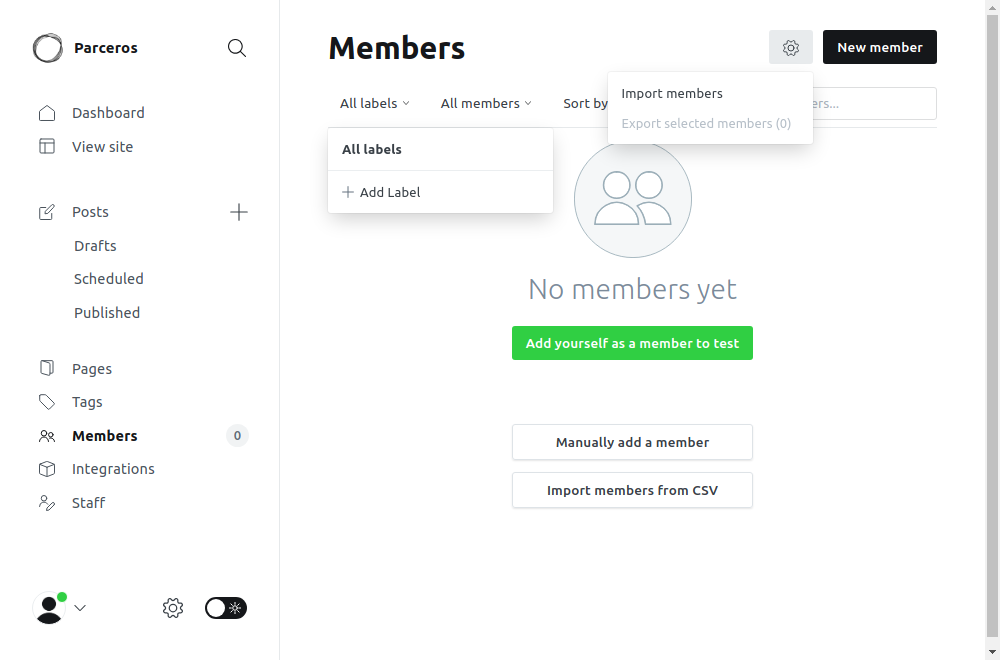 Parceros
Dashboard
View site
Posts
Drafts
Scheduled
Published
Pages
Tags
Members 0
Integrations
Staff
Members
New member
Import members
Export selected members (0)
All labels
All members
Sort by
All labels
Add Label
No members yet
Add yourself as a member to test
Manually add a member
Import members from CSV